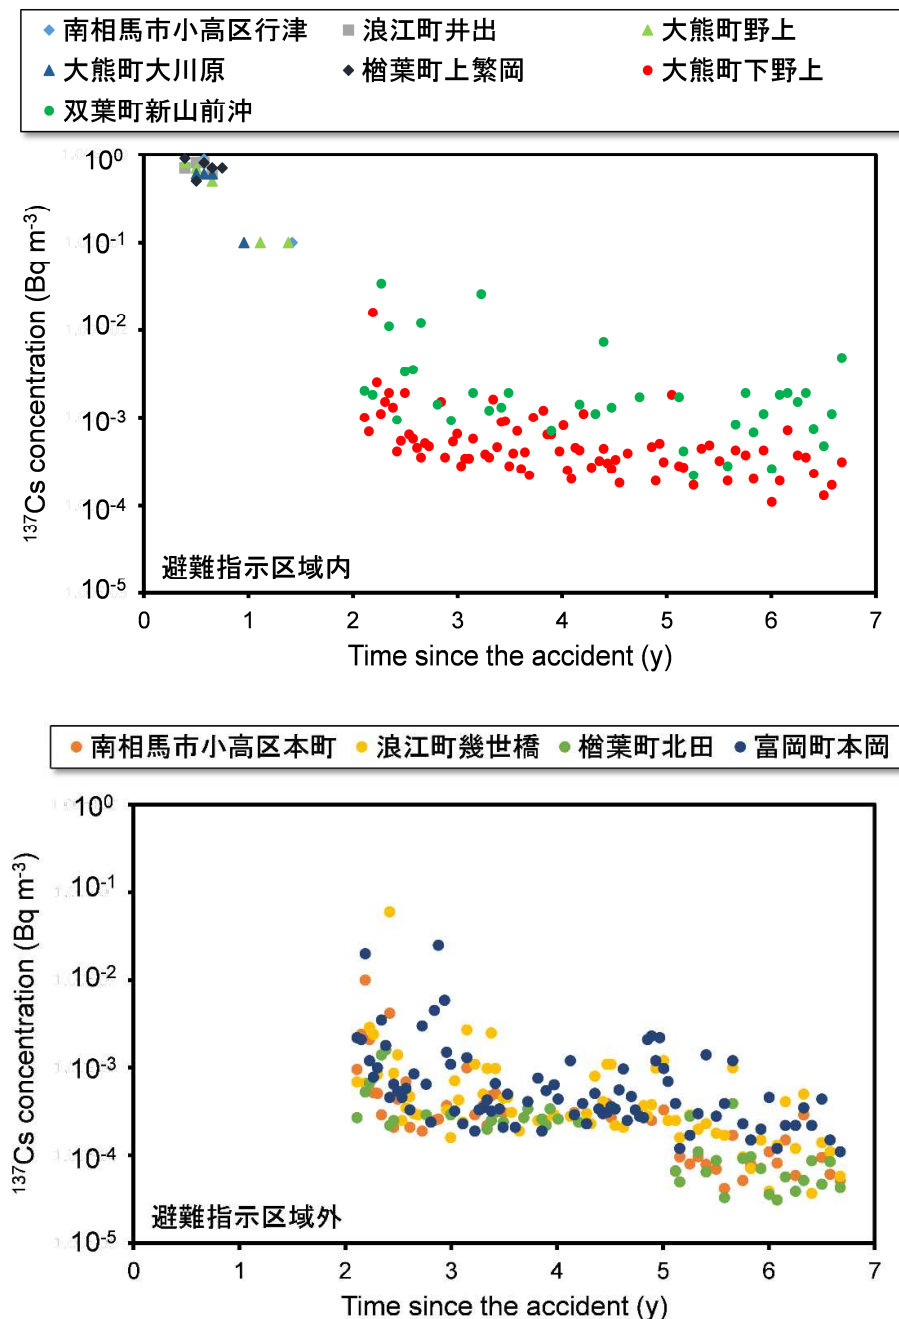 南相馬市小高区行津 浪江町井出 大熊町野上
大熊町大川原 楢葉町上繁岡 大熊町下野上
双葉町新山前沖
10⁰
10⁻¹
10⁻²
10⁻³
10⁻⁴
10⁻⁵
¹³⁷Cs concentration (Bq m⁻³)
避難指示区域内
0 1 2 3 4 5 6 7
Time since the accident (y)
南相馬市小高区本町 浪江町幾世橋 楢葉町北田 富岡町本岡
10⁰
10⁻¹
10⁻²
10⁻³
10⁻⁴
10⁻⁵
¹³⁷Cs concentration (Bq m⁻³)
避難指示区域外
0 1 2 3 4 5 6 7
Time since the accident (y)